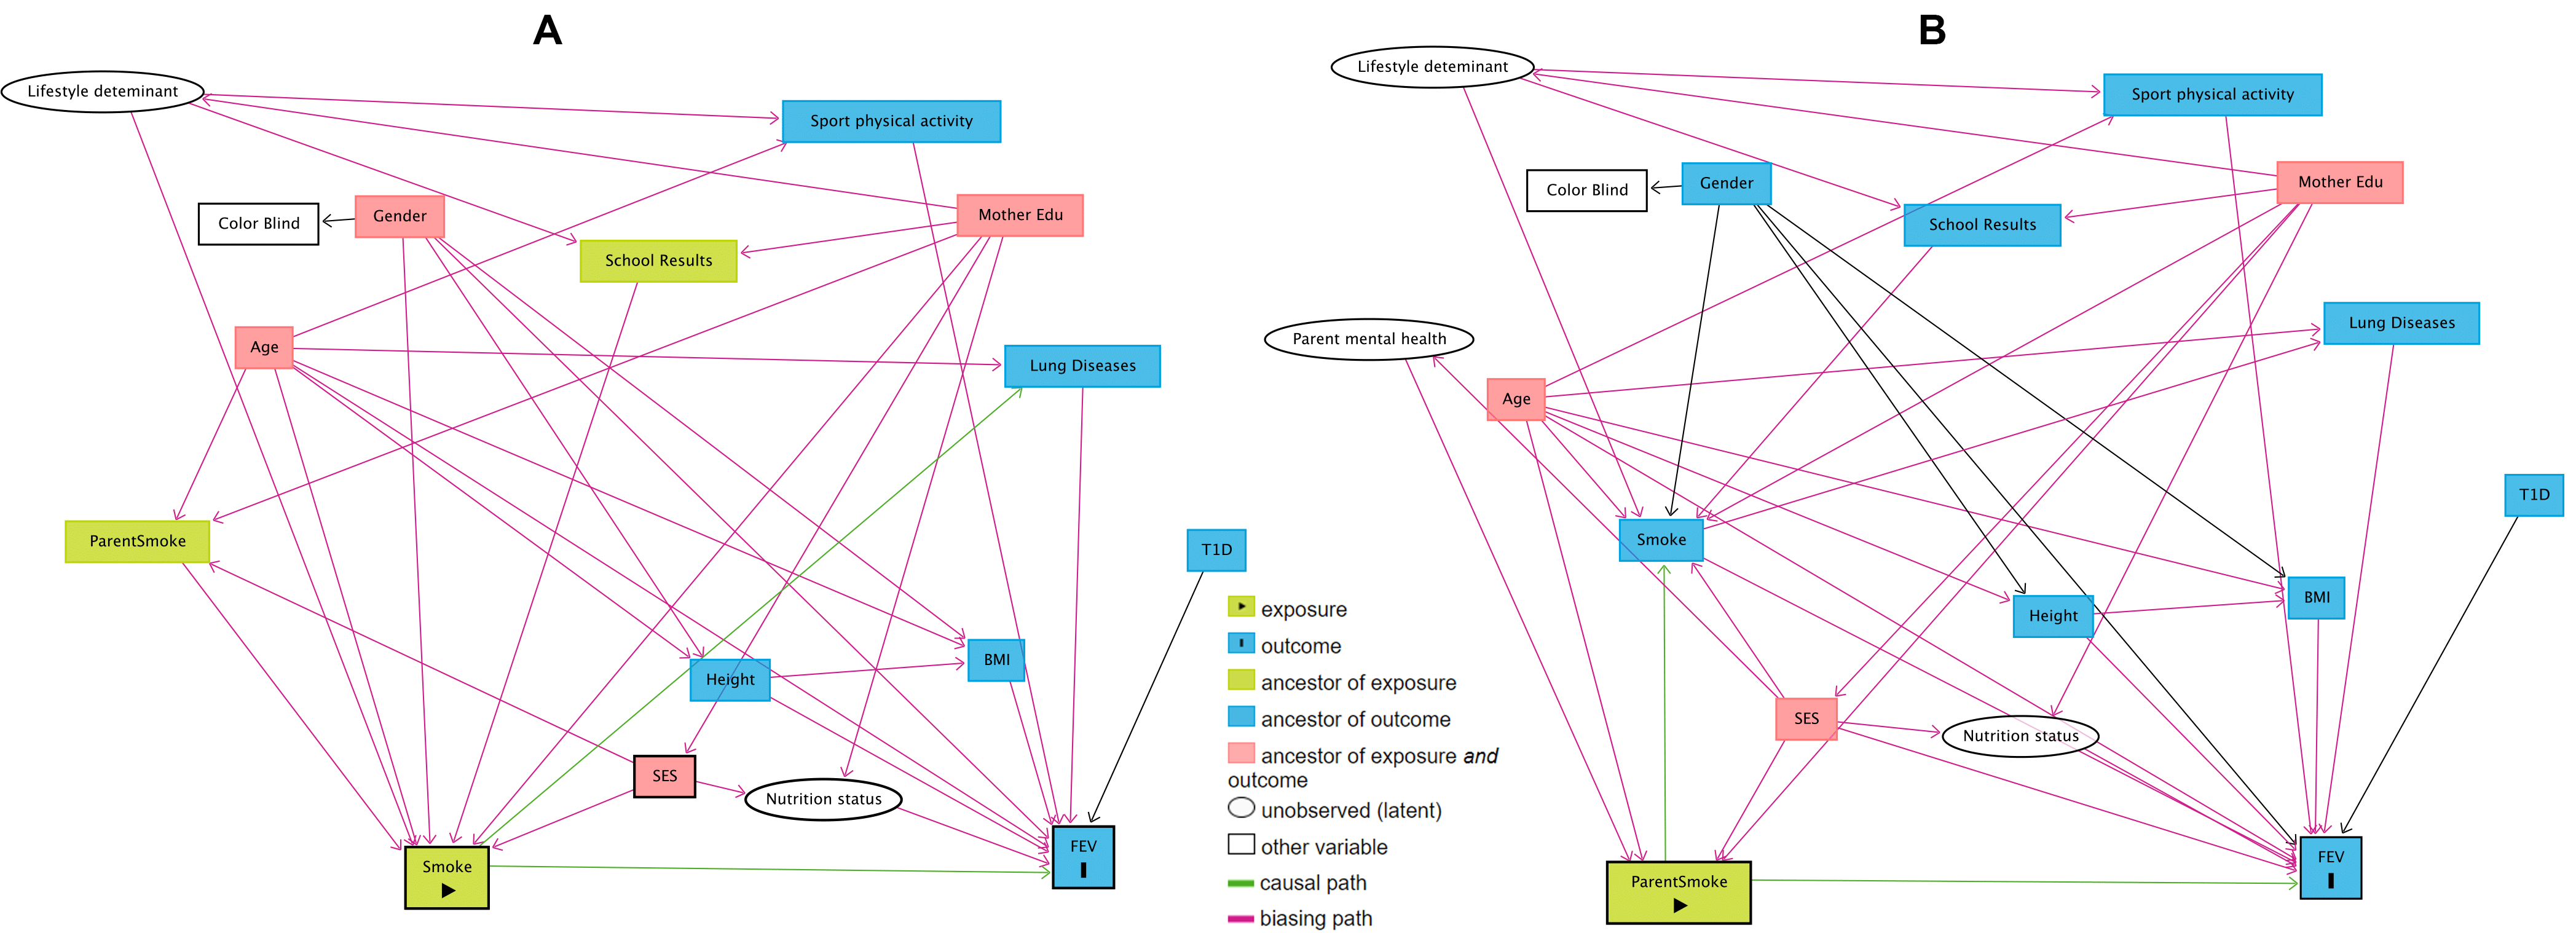 A
Lifestyle deteminant
Sport physical activity
Color Blind
Gender
Mother Edu
School Results
Age
Lung Diseases
ParentSmoke
T1D
BMI
Height
SES
Nutrition status
Smoke
FEV
exposure
outcome
ancestor of exposure
ancestor of outcome
ancestor of exposure and
outcome
unobserved (latent)
other variable
causal path
biasing path
B
Lifestyle deteminant
Sport physical activity
Color Blind
Gender
Mother Edu
School Results
Parent mental health
Lung Diseases
Age
T1D
Smoke
BMI
Height
SES
Nutrition status
ParentSmoke
FEV